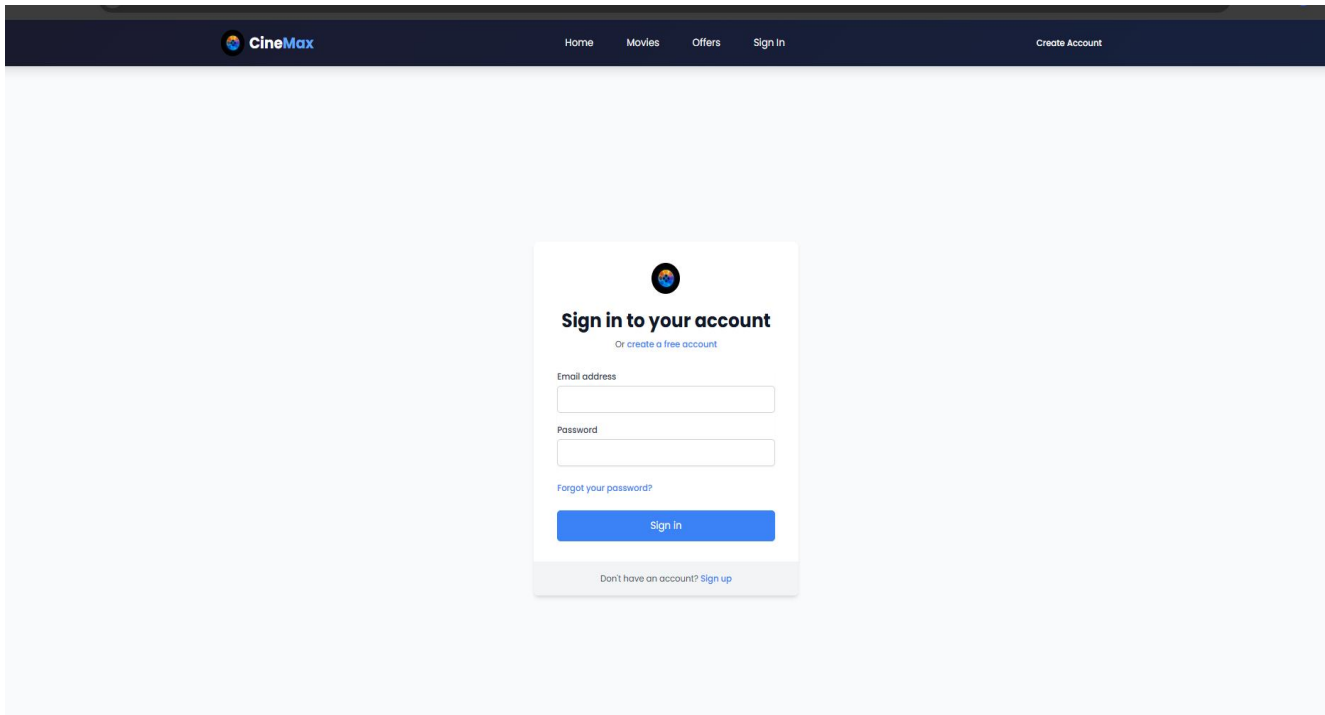 CineMax Home Movies Offers Sign In Create Account
Sign in to your account
Or create a free account
Email address
Password
Forgot your password?
Sign in
Don't have an account? Sign up